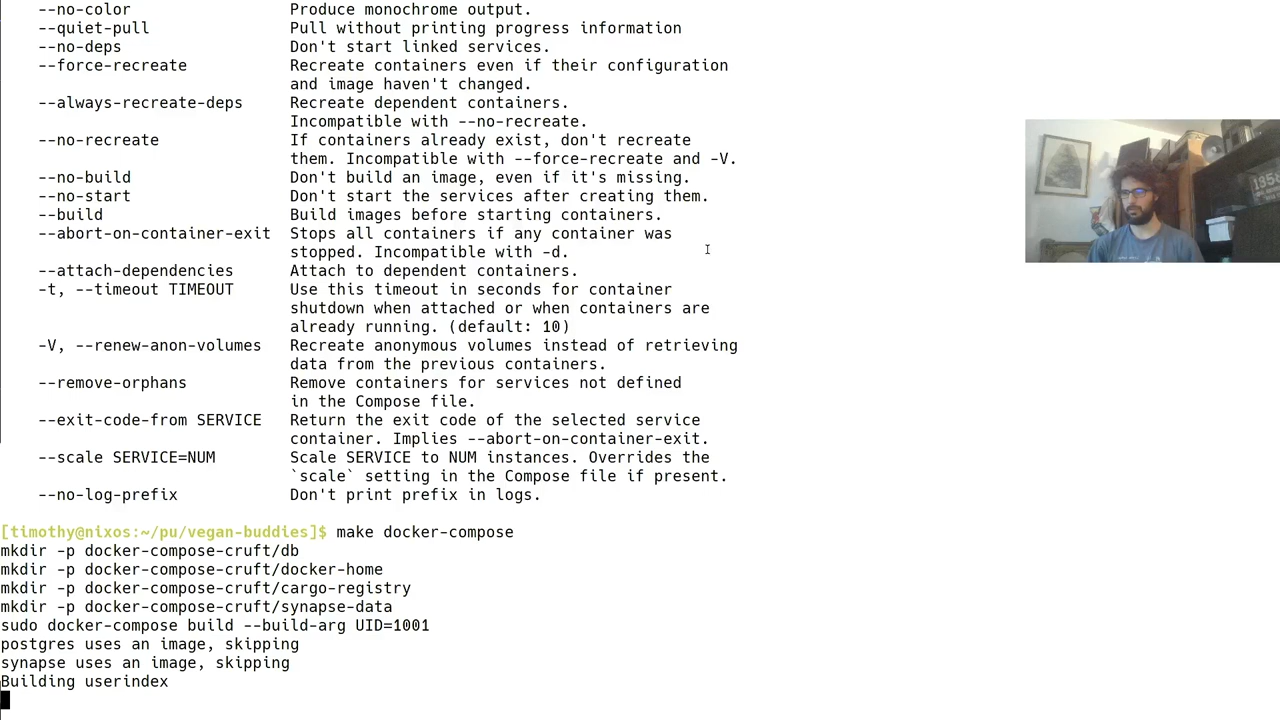 --no-color                 Produce monochrome output.
--quiet-pull               Pull without printing progress information
--no-deps                  Don't start linked services.
--force-recreate           Recreate containers even if their configuration
                           and image haven't changed.
--always-recreate-deps     Recreate dependent containers.
                           Incompatible with --no-recreate.
--no-recreate              If containers already exist, don't recreate
                           them. Incompatible with --force-recreate and -V.
--no-build                 Don't build an image, even if it's missing.
--no-start                 Don't start the services after creating them.
--build                    Build images before starting containers.
--abort-on-container-exit  Stops all containers if any container was
                           stopped. Incompatible with -d.
--attach-dependencies      Attach to dependent containers.
-t, --timeout TIMEOUT      Use this timeout in seconds for container
                           shutdown when attached or when containers are
                           already running. (default: 10)
-V, --renew-anon-volumes   Recreate anonymous volumes instead of retrieving
                           data from the previous containers.
--remove-orphans           Remove containers for services not defined
                           in the Compose file.
--exit-code-from SERVICE   Return the exit code of the selected service
                           container. Implies --abort-on-container-exit.
--scale SERVICE=NUM        Scale SERVICE to NUM instances. Overrides the
                           `scale` setting in the Compose file if present.
--no-log-prefix            Don't print prefix in logs.
[timothy@nixos:~/pu/vegan-buddies]$ make docker-compose
mkdir -p docker-compose-cruft/db
mkdir -p docker-compose-cruft/docker-home
mkdir -p docker-compose-cruft/cargo-registry
mkdir -p docker-compose-cruft/synapse-data
sudo docker-compose build --build-arg UID=1001
postgres uses an image, skipping
synapse uses an image, skipping
Building userindex